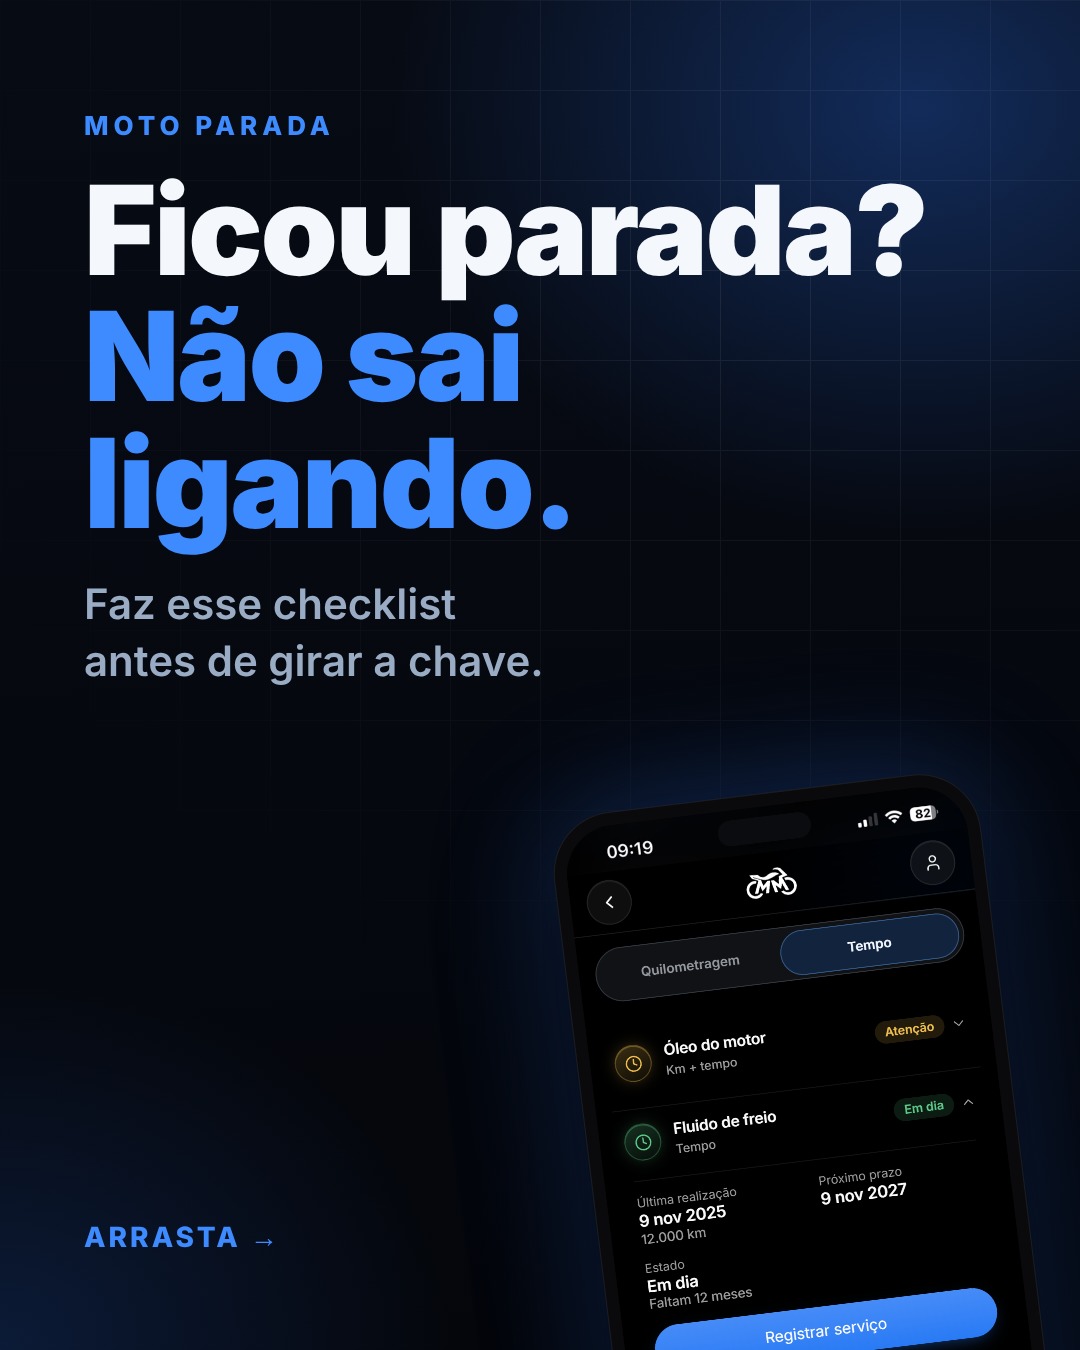 MOTO PARADA
Ficou parada?
Não sai
ligando.
Faz esse checklist
antes de girar a chave.
09:19
82
MM
Quilometragem
Tempo
Óleo do motor
Km + tempo
Atenção
Fluido de freio
Tempo
Em dia
Última realização
9 nov 2025
12.000 km
Próximo prazo
9 nov 2027
Estado
Em dia
Faltam 12 meses
Registrar serviço
ARRASTA →